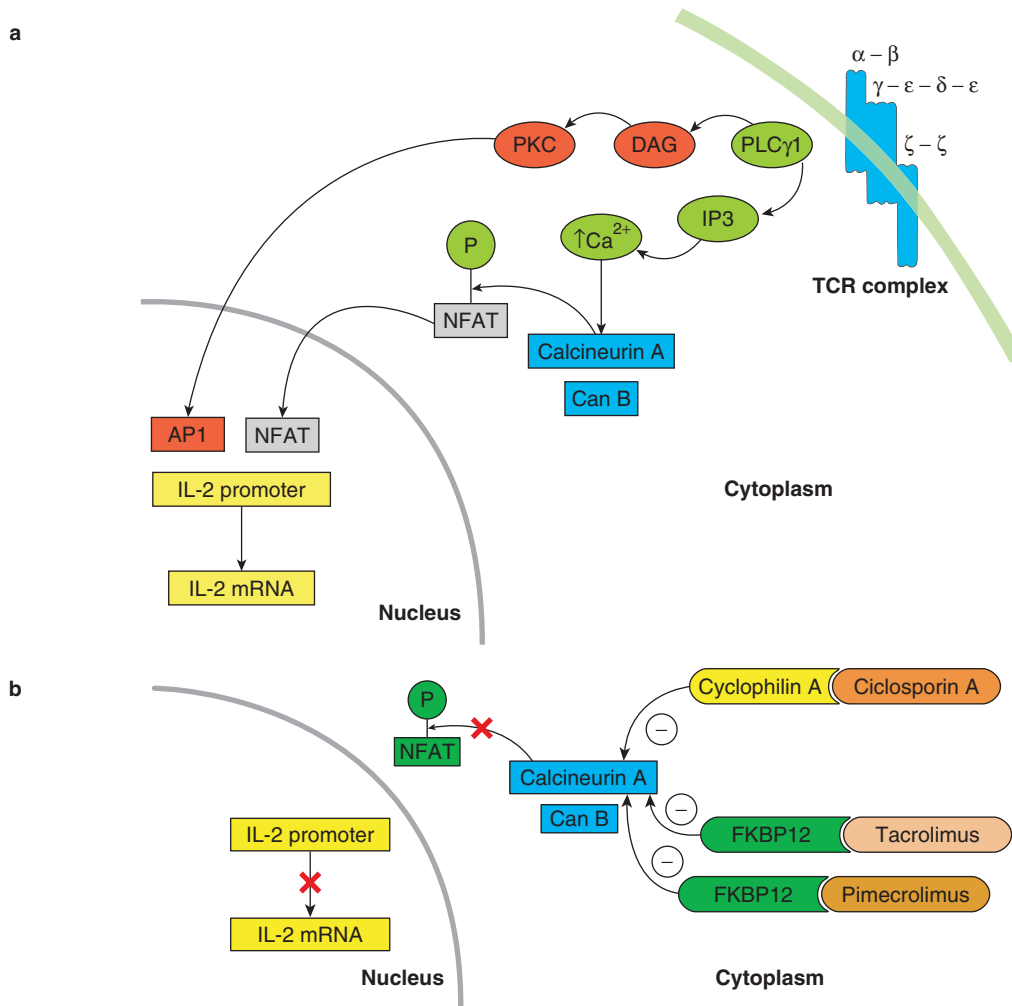 a
α – β
γ – ε – δ – ε
ζ – ζ
PKC
DAG
PLCγ1
IP3
↑Ca²⁺
P
TCR complex
NFAT
Calcineurin A
Can B
AP1
NFAT
IL-2 promoter
Cytoplasm
IL-2 mRNA
Nucleus
b
Cyclophilin A
Ciclosporin A
P
–
NFAT
Calcineurin A
–
Can B
FKBP12
Tacrolimus
IL-2 promoter
–
FKBP12
Pimecrolimus
IL-2 mRNA
Nucleus
Cytoplasm